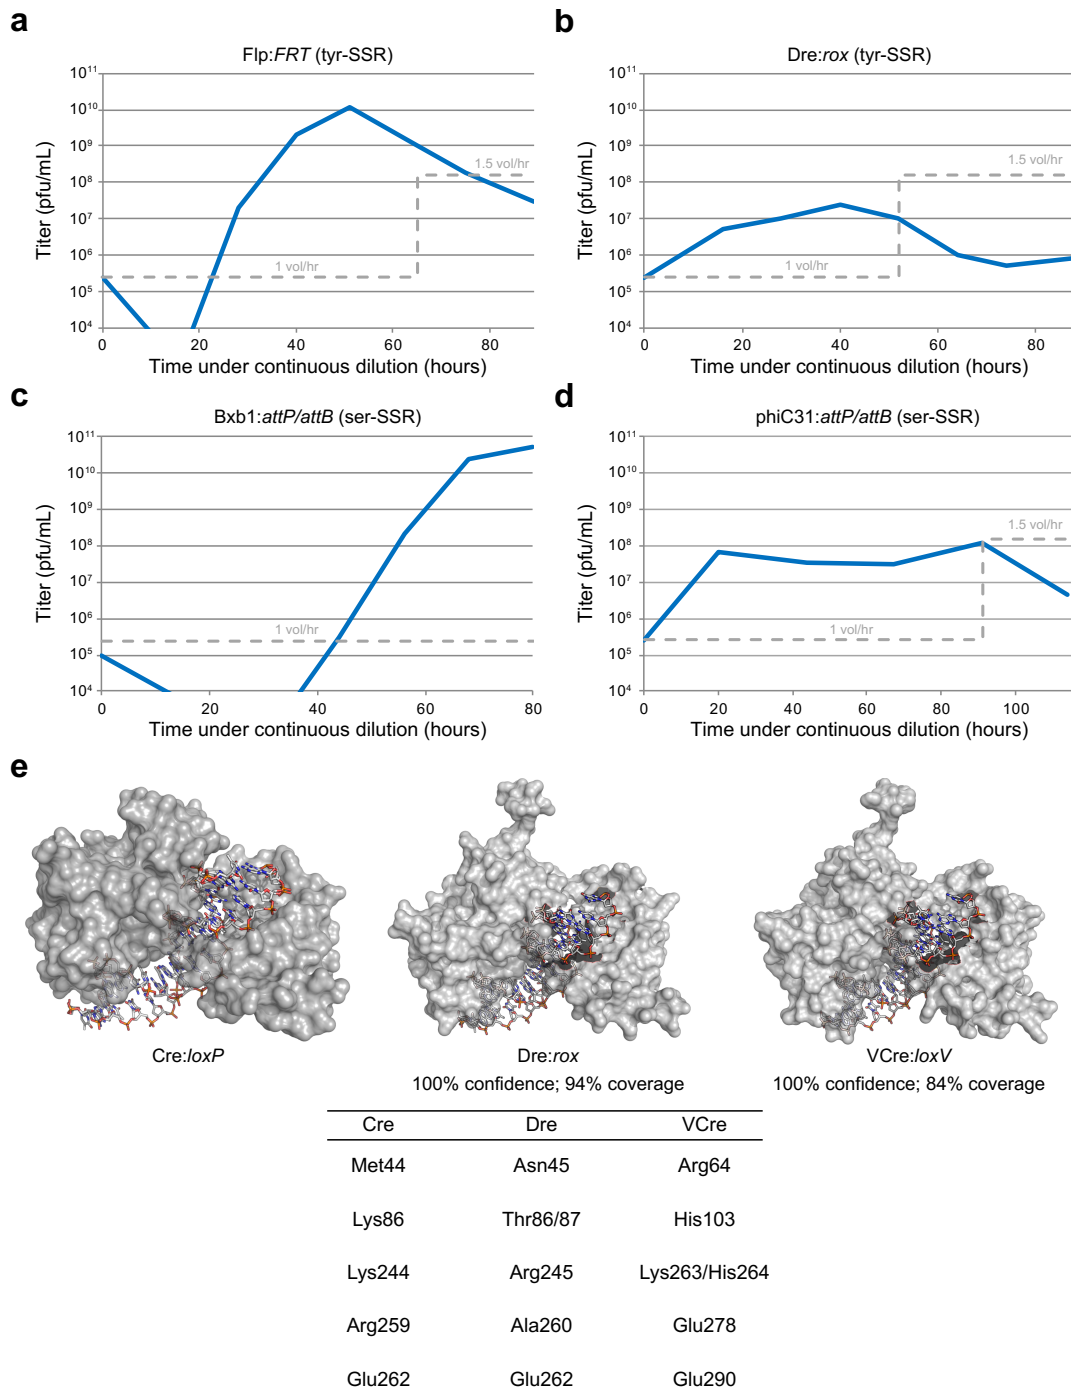 a
Flp:FRT (tyr-SSR)
Titer (pfu/mL)
10¹¹
10¹⁰
10⁹
10⁸
10⁷
10⁶
10⁵
10⁴
1.5 vol/hr
1 vol/hr
0 20 40 60 80
Time under continuous dilution (hours)
b
Dre:rox (tyr-SSR)
Titer (pfu/mL)
10¹¹
10¹⁰
10⁹
10⁸
10⁷
10⁶
10⁵
10⁴
1.5 vol/hr
1 vol/hr
0 20 40 60 80
Time under continuous dilution (hours)
c
Bxb1:attP/attB (ser-SSR)
Titer (pfu/mL)
10¹¹
10¹⁰
10⁹
10⁸
10⁷
10⁶
10⁵
10⁴
1 vol/hr
0 20 40 60 80
Time under continuous dilution (hours)
d
phiC31:attP/attB (ser-SSR)
Titer (pfu/mL)
10¹¹
10¹⁰
10⁹
10⁸
10⁷
10⁶
10⁵
10⁴
1.5 vol/hr
1 vol/hr
0 20 40 60 80 100
Time under continuous dilution (hours)
e
Cre:loxP
Dre:rox
100% confidence; 94% coverage
VCre:loxV
100% confidence; 84% coverage
Cre Dre VCre
Met44 Asn45 Arg64
Lys86 Thr86/87 His103
Lys244 Arg245 Lys263/His264
Arg259 Ala260 Glu278
Glu262 Glu262 Glu290